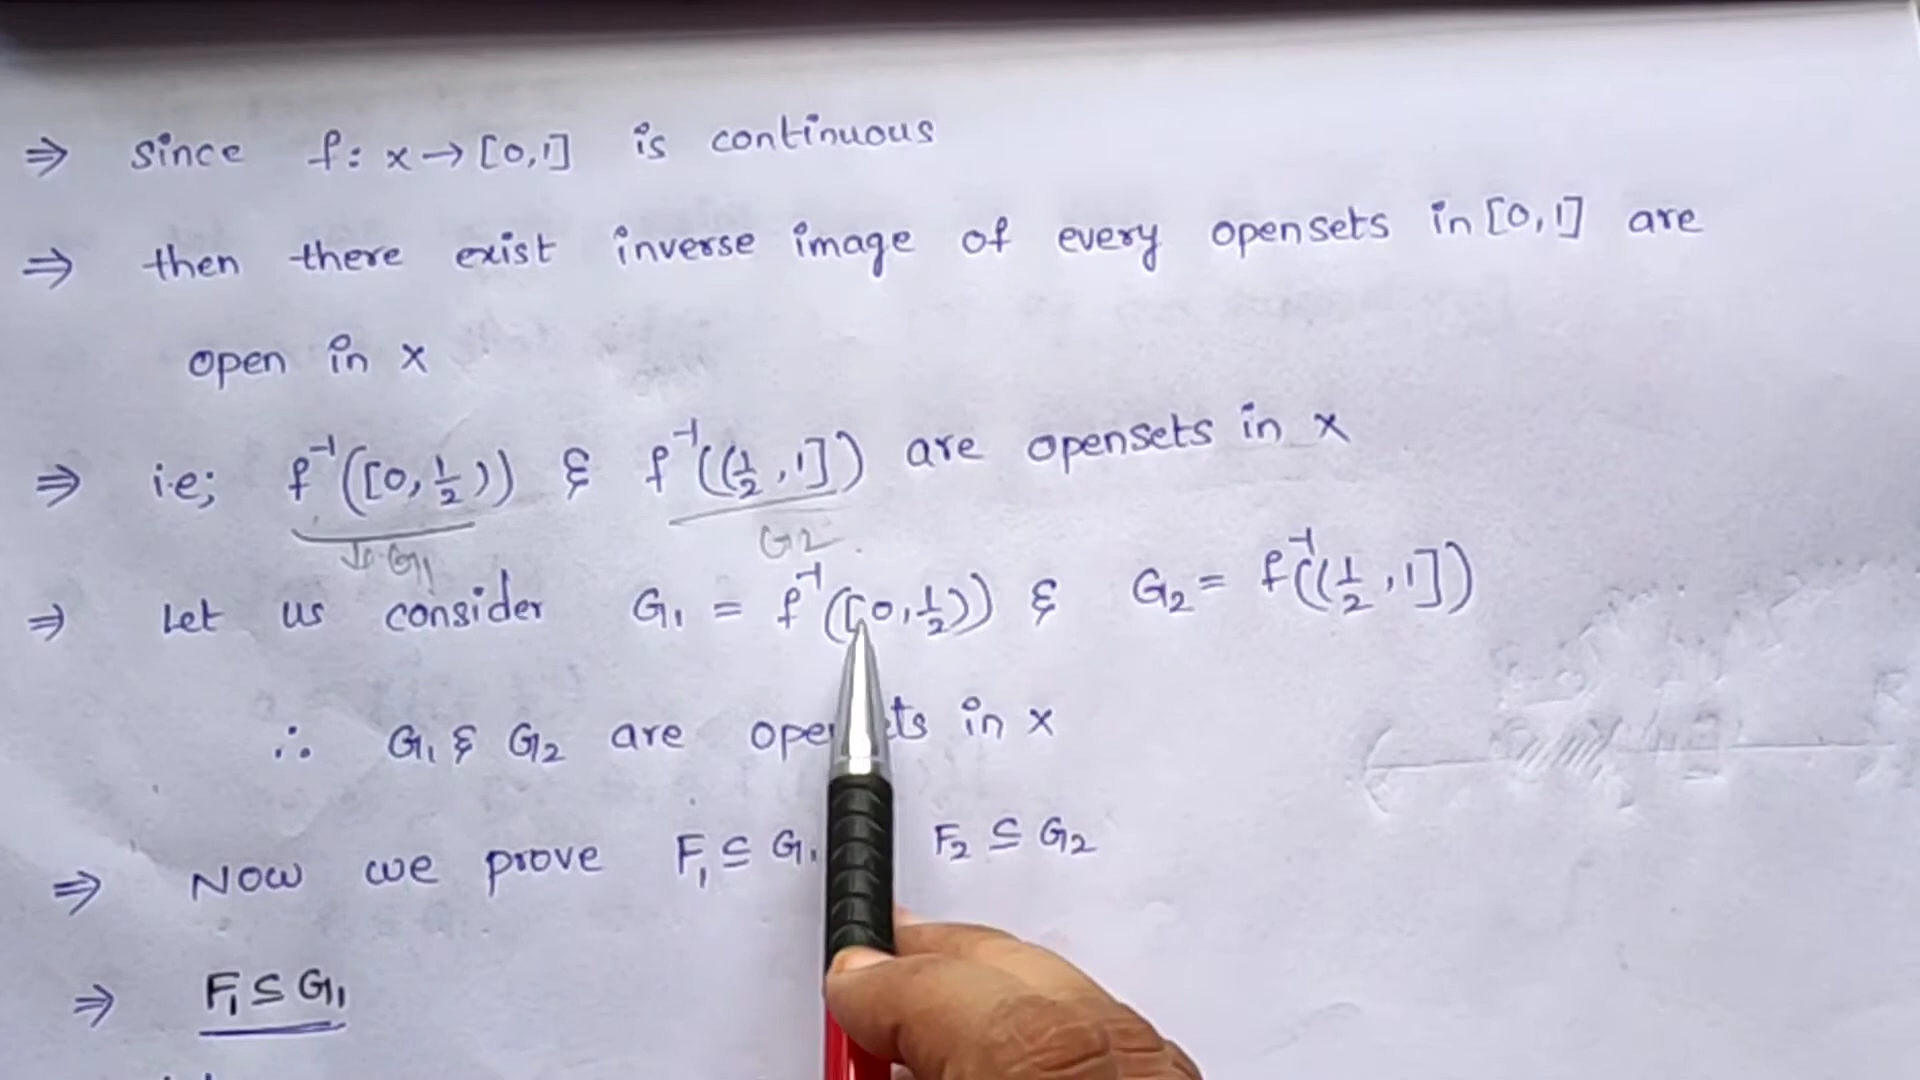 ⇒ Since f: x → [0,1] is continuous
⇒ then there exist inverse image of every opensets in [0,1] are
open in x
⇒ i.e; f⁻¹([0,½)) & f⁻¹((½,1]) are opensets in x
G1 G2
⇒ Let us consider G₁ = f⁻¹([0,½)) & G₂ = f⁻¹((½,1])
∴ G₁ & G₂ are in x
⇒ Now we prove F₁ ⊆ G₁ F₂ ⊆ G₂
⇒ F₁ ⊆ G₁